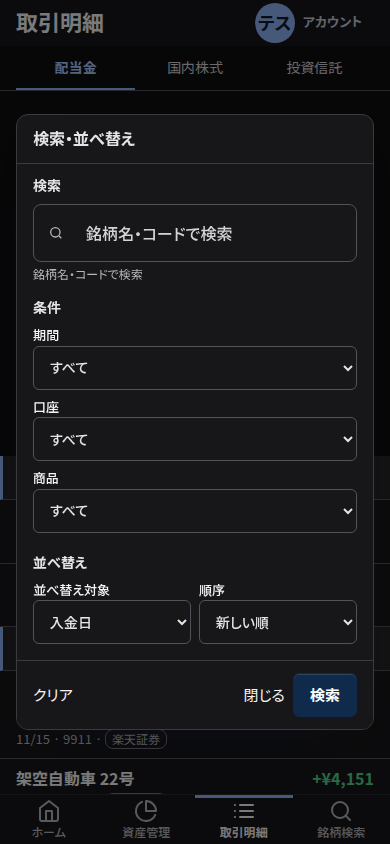 取引明細
テス アカウント
配当金 国内株式 投資信託
検索・並べ替え
検索
銘柄名・コードで検索
銘柄名・コードで検索
条件
期間
すべて
口座
すべて
商品
すべて
並べ替え
並べ替え対象 順序
入金日 新しい順
クリア 閉じる 検索
11/15 · 9911 · 楽天証券
架空自動車 22号 +¥4,151
ホーム 資産管理 取引明細 銘柄検索